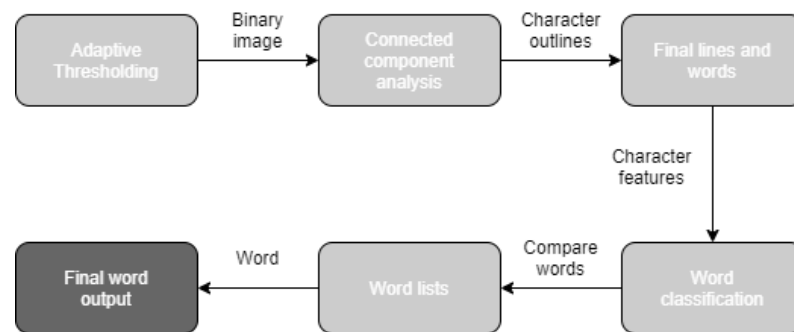 Adaptive
Thresholding
Binary
image
Connected
component
analysis
Character
outlines
Final lines and
words
Character
features
Word
classification
Compare
words
Word lists
Word
Final word
output